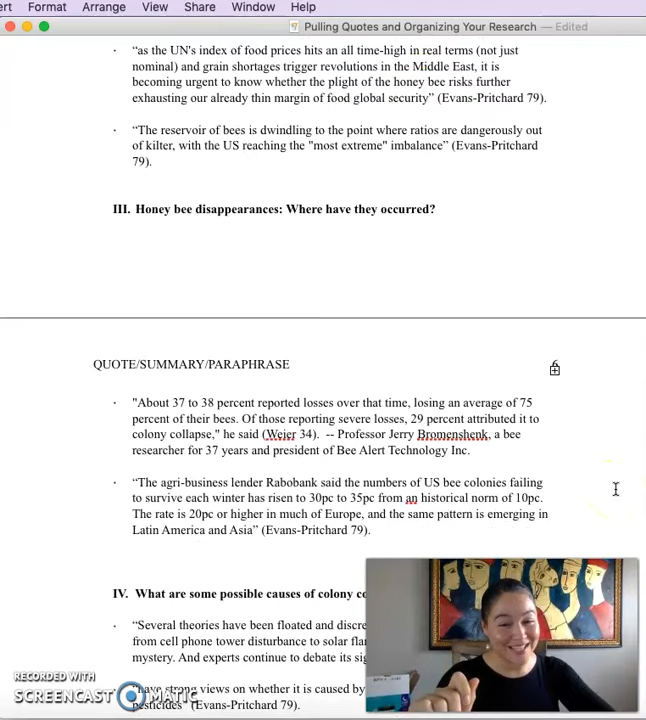 ert Format Arrange View Share Window Help
Pulling Quotes and Organizing Your Research — Edited
· “as the UN's index of food prices hits an all time-high in real terms (not just
nominal) and grain shortages trigger revolutions in the Middle East, it is
becoming urgent to know whether the plight of the honey bee risks further
exhausting our already thin margin of food global security” (Evans-Pritchard 79).
· “The reservoir of bees is dwindling to the point where ratios are dangerously out
of kilter, with the US reaching the "most extreme" imbalance” (Evans-Pritchard
79).
III. Honey bee disappearances: Where have they occurred?
QUOTE/SUMMARY/PARAPHRASE 6
· "About 37 to 38 percent reported losses over that time, losing an average of 75
percent of their bees. Of those reporting severe losses, 29 percent attributed it to
colony collapse," he said (Weier 34). -- Professor Jerry Bromenshenk, a bee
researcher for 37 years and president of Bee Alert Technology Inc.
· “The agri-business lender Rabobank said the numbers of US bee colonies failing
to survive each winter has risen to 30pc to 35pc from an historical norm of 10pc.
The rate is 20pc or higher in much of Europe, and the same pattern is emerging in
Latin America and Asia” (Evans-Pritchard 79).
IV. What are some possible causes of colony co
· “Several theories have been floated and discre
from cell phone tower disturbance to solar fla
mystery. And experts continue to debate its sig
RECORDED WITH
SCREENCAST MATIC
“have strong views on whether it is caused by
pesticides” (Evans-Pritchard 79).